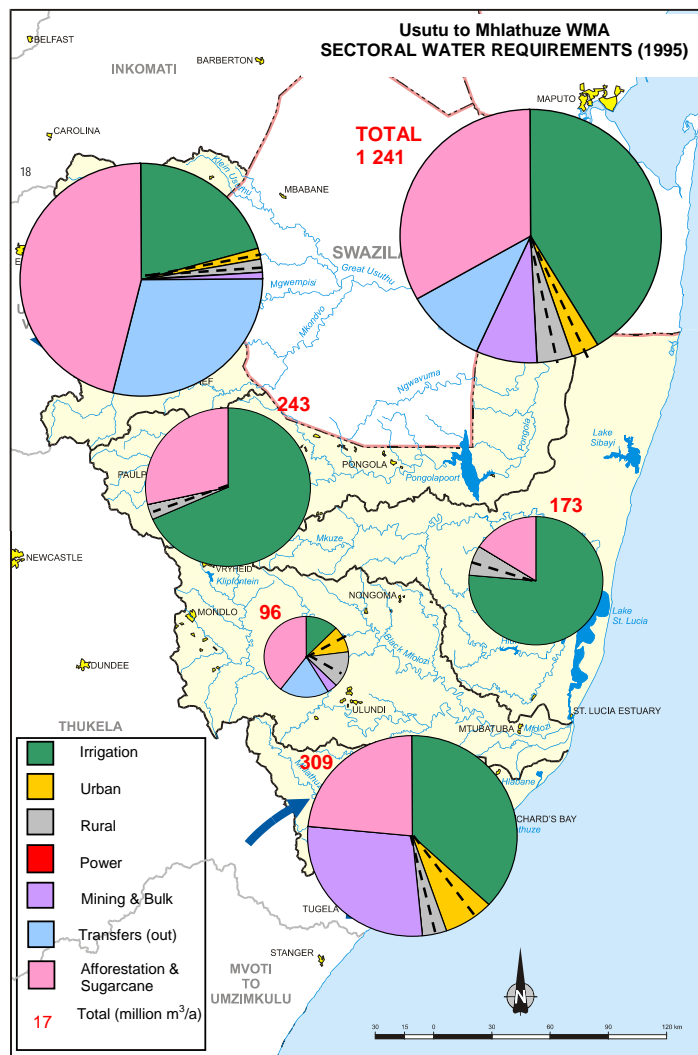 Usutu to Mhlathuze WMA
SECTORAL WATER REQUIREMENTS (1995)
BELFAST
INKOMATI
BARBERTON
MAPUTO
CAROLINA
TOTAL
1 241
18
Klein Usuthu
MBABANE
SWAZILA
Great Usuthu
Mgwempisi
Mkondvo
Ngwavuma
243
Pongola
Lake
Sibayi
PAULP
PONGOLA
Pongolapoort
173
NEWCASTLE
Mkuze
VRYHEID
Klipfontein
NONGOMA
MONDLO
96
Lake
St. Lucia
Black Mfolozi
DUNDEE
ULUNDI
ST. LUCIA ESTUARY
THUKELA
MTUBATUBA
309
CHARD'S BAY
TUGELA
STANGER
MVOTI
TO
UMZIMKULU
Irrigation
Urban
Rural
Power
Mining & Bulk
Transfers (out)
Afforestation &
Sugarcane
17 Total (million m³/a)
N
30 15 0 30 60 90 120 km